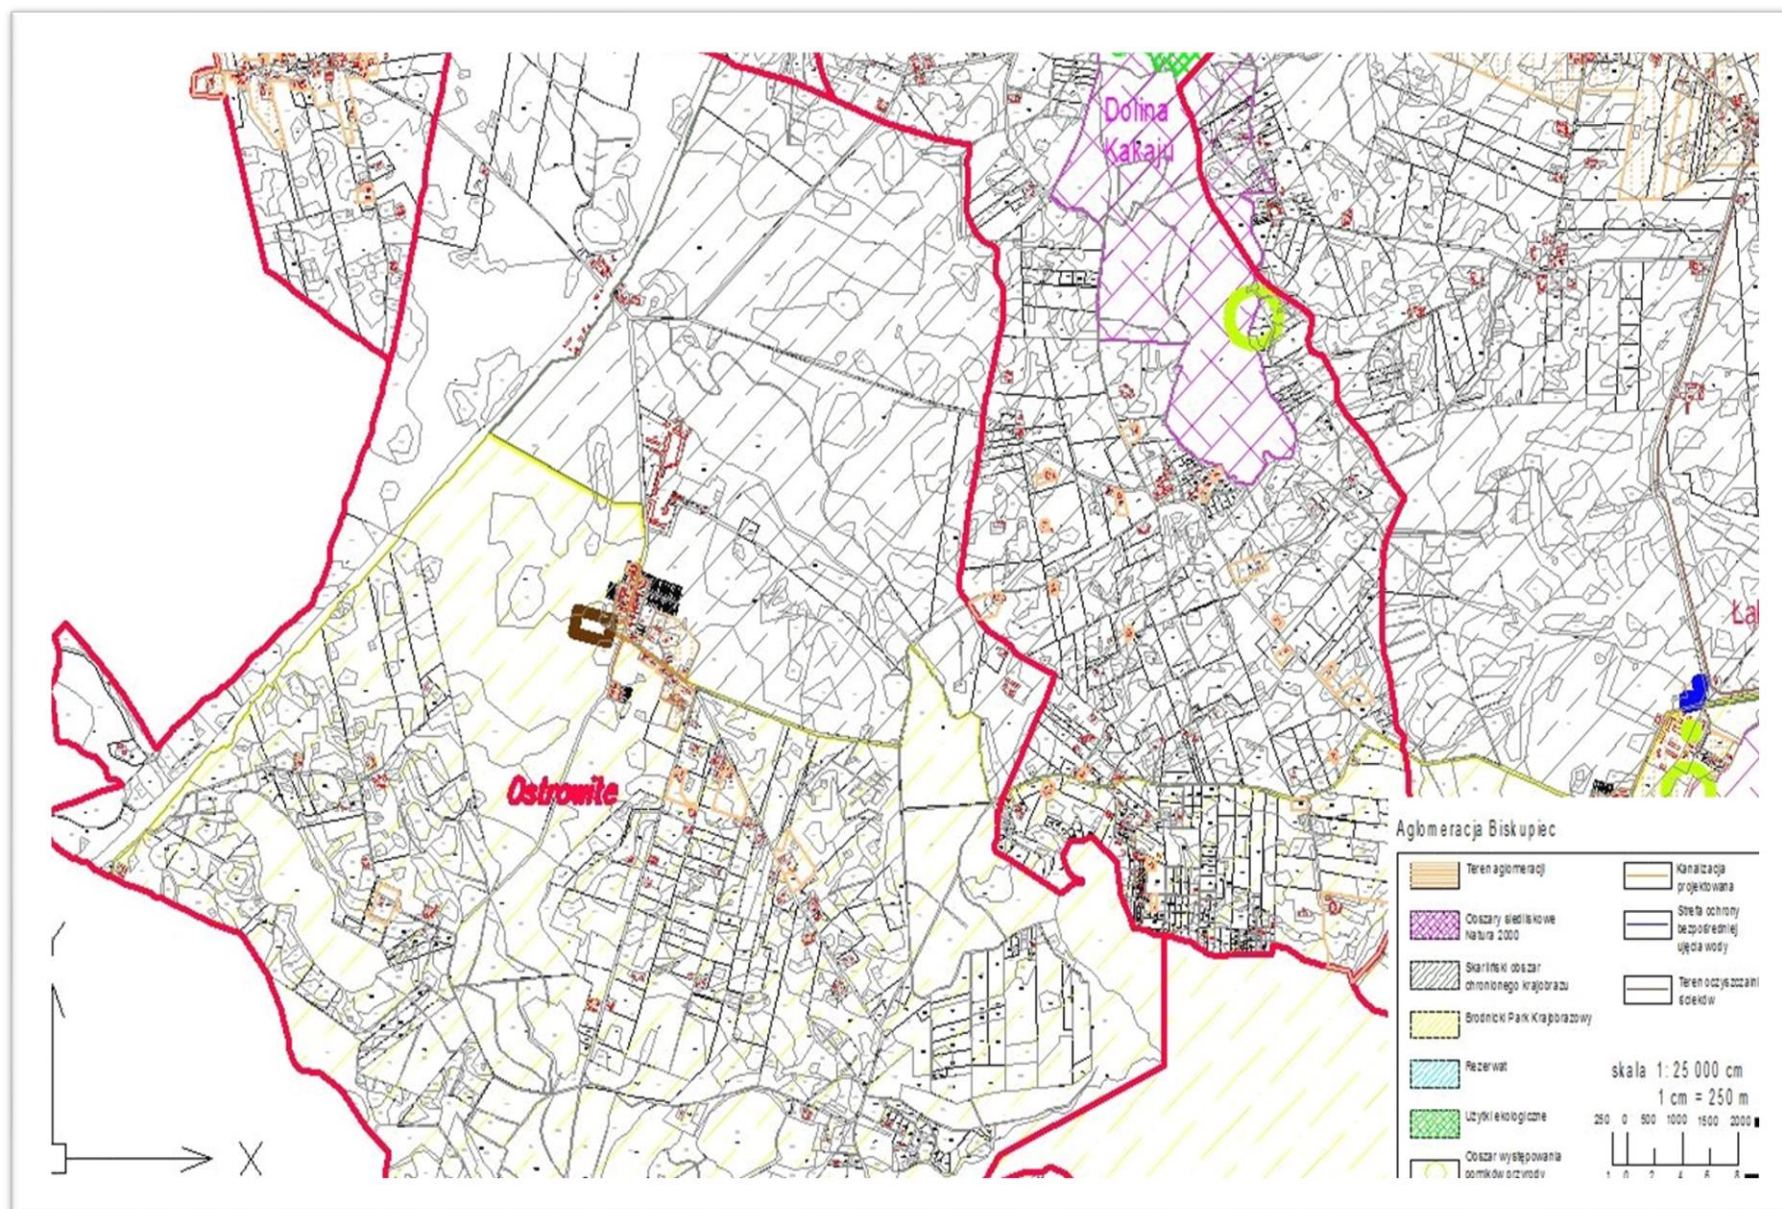 Dolina
Kakaju
Ostrowite
Aglomeracja Biskupiec
Teren aglomeracji
Kanalizacja
projektowana
Obszary siedliskowe
Natura 2000
Strefa ochrony
bezpośredniej
ujęcia wody
Skarliński obszar
chronionego krajobrazu
Teren oczyszczalni
ścieków
Brodnicki Park Krajobrazowy
Rezerwat
Użytki ekologiczne
Obszar występowania
pomików przyrody
skala 1:25 000 cm
1 cm = 250 m
250 0 500 1000 1500 2000
X